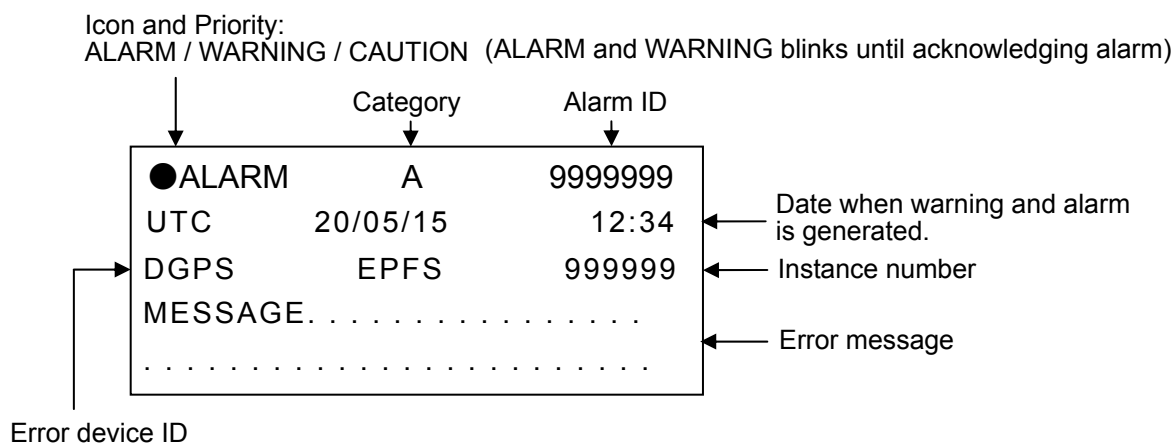 Icon and Priority:
ALARM / WARNING / CAUTION (ALARM and WARNING blinks until acknowledging alarm)
Category Alarm ID
●ALARM A 9999999
UTC 20/05/15 12:34
Date when warning and alarm
is generated.
DGPS EPFS 999999
Instance number
MESSAGE. . . . . . . . . . . . . . . . .
. . . . . . . . . . . . . . . . . . . . . . . . .
Error message
Error device ID